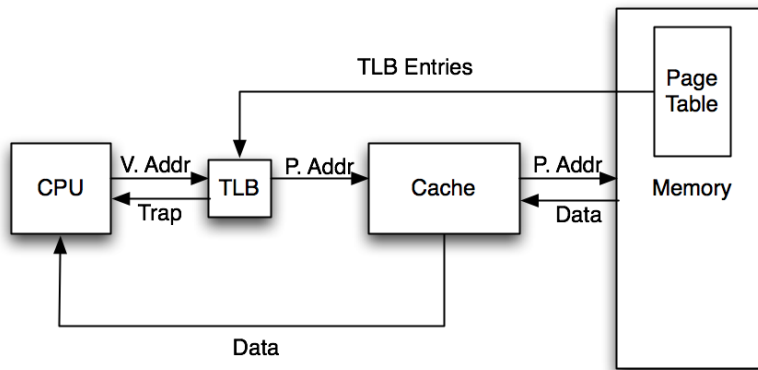 TLB Entries
Page
Table
V. Addr
P. Addr
P. Addr
CPU
TLB
Cache
Memory
Trap
Data
Data